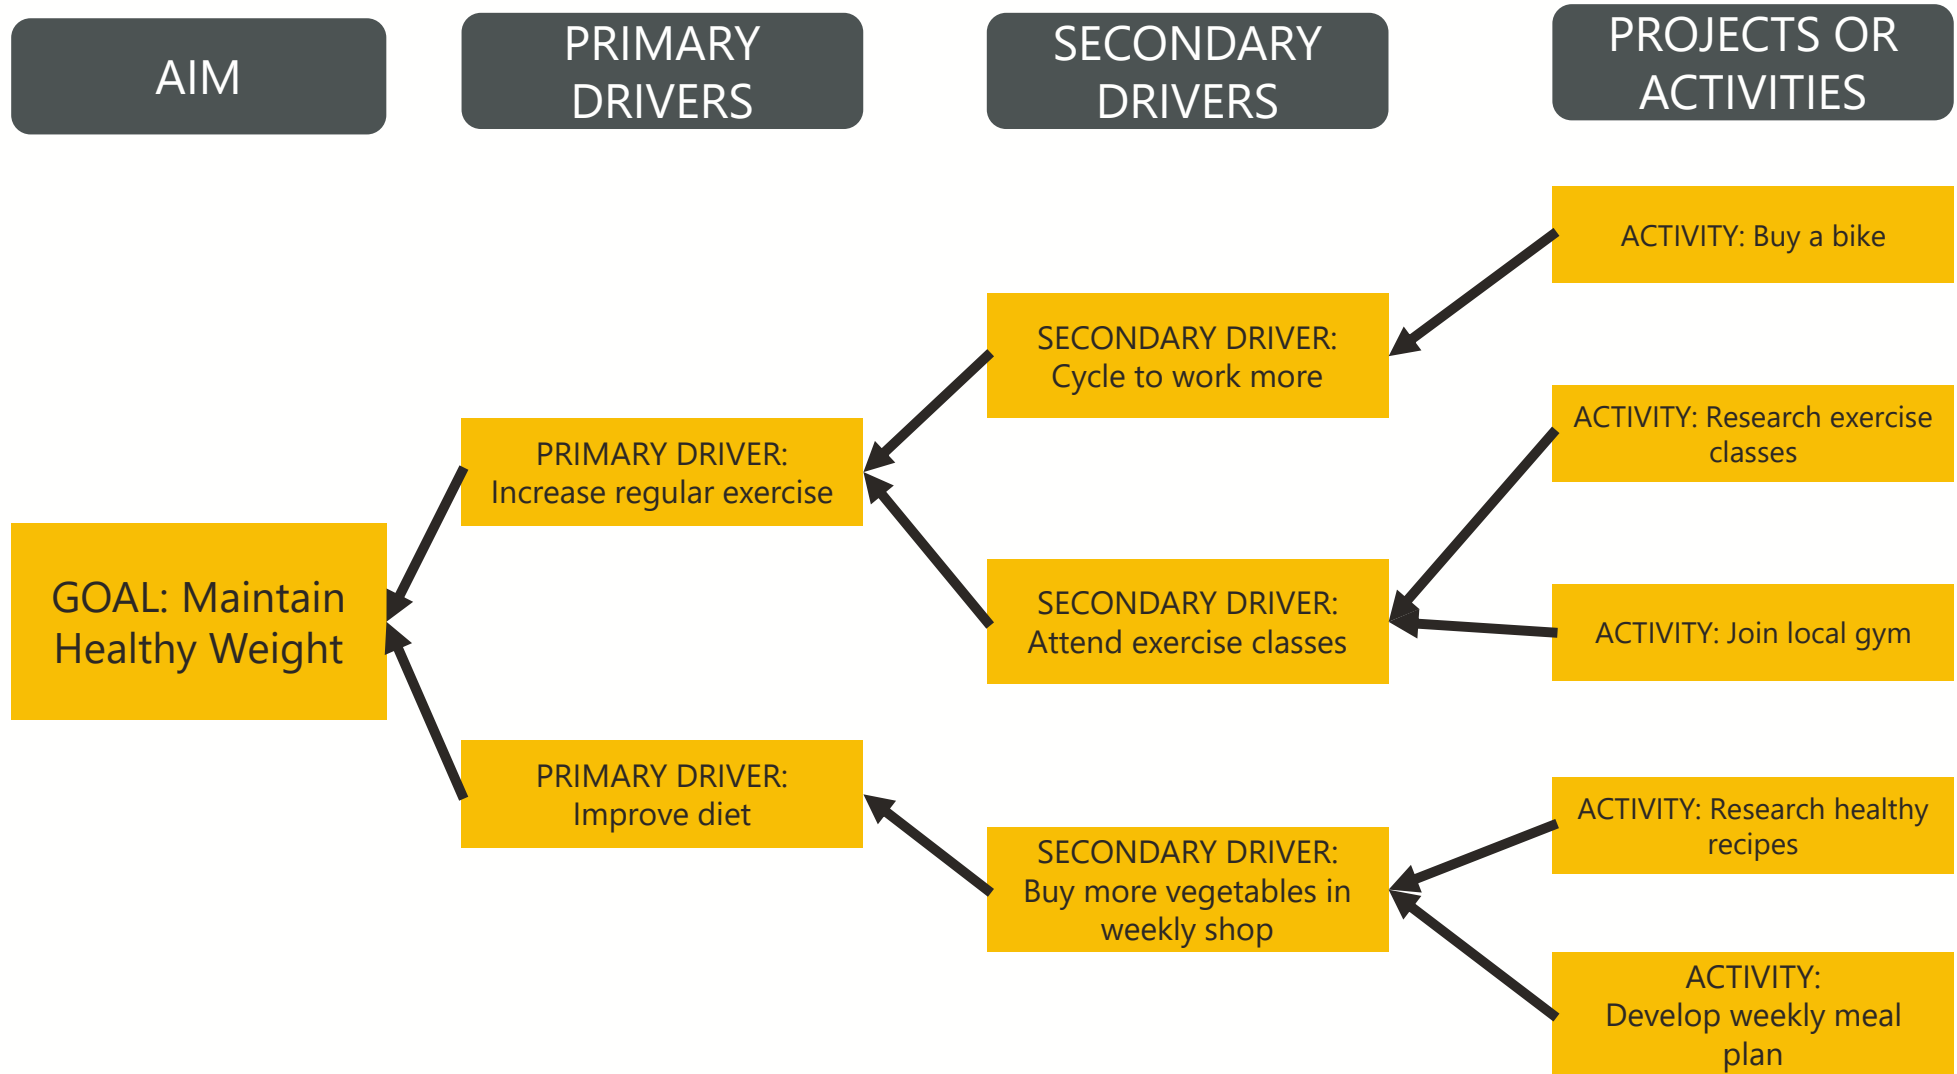 AIM
PRIMARY
DRIVERS
SECONDARY
DRIVERS
PROJECTS OR
ACTIVITIES
GOAL: Maintain
Healthy Weight
PRIMARY DRIVER:
Increase regular exercise
PRIMARY DRIVER:
Improve diet
SECONDARY DRIVER:
Cycle to work more
SECONDARY DRIVER:
Attend exercise classes
SECONDARY DRIVER:
Buy more vegetables in
weekly shop
ACTIVITY: Buy a bike
ACTIVITY: Research exercise
classes
ACTIVITY: Join local gym
ACTIVITY: Research healthy
recipes
ACTIVITY:
Develop weekly meal
plan